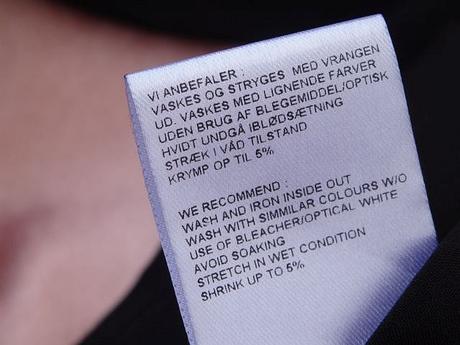 VI ANBEFALER :
VASKES OG STRYGES MED VRANGEN
UD. VASKES MED LIGNENDE FARVER
UDEN BRUG AF BLEGEMIDDEL/OPTISK
HVIDT UNDGÅ IBLØDSÆTNING
STRÆK I VÅD TILSTAND
KRYMP OP TIL 5%
WE RECOMMEND :
WASH AND IRON INSIDE OUT
WASH WITH SIMMILAR COLOURS W/O
USE OF BLEACHER/OPTICAL WHITE
AVOID SOAKING
STRETCH IN WET CONDITION
SHRINK UP TO 5%